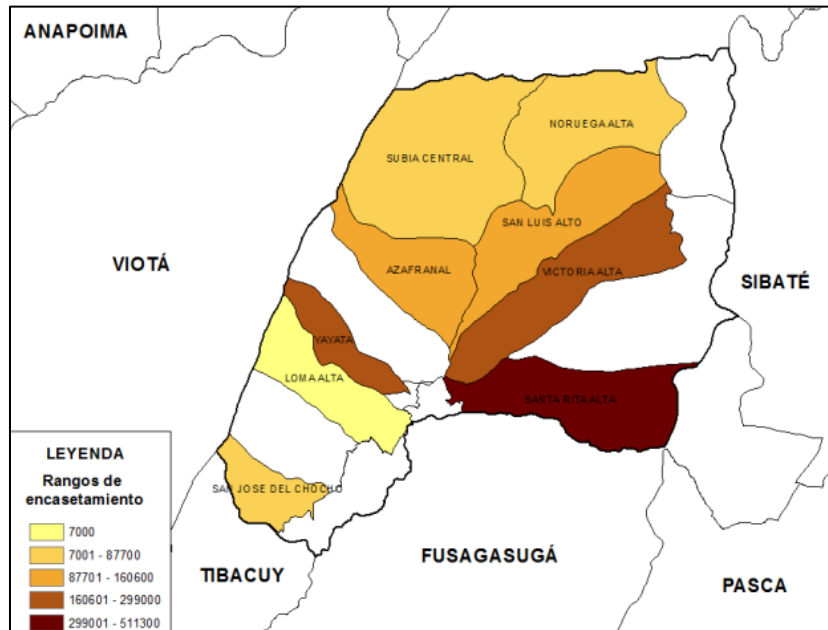 ANAPOIMA
NORUEGA ALTA
SUBIA CENTRAL
SAN LUIS ALTO
VIOTÁ
AZAFRANAL
VICTORIA ALTA
SIBATÉ
YAYATA
LOMA ALTA
SANTA RITA ALTA
LEYENDA
Rangos de
encasetamiento
7000
7001 - 87700
87701 - 160600
160601 - 299000
299001 - 511300
SAN JOSE DEL CHOCHO
FUSAGASUGÁ
TIBACUY
PASCA